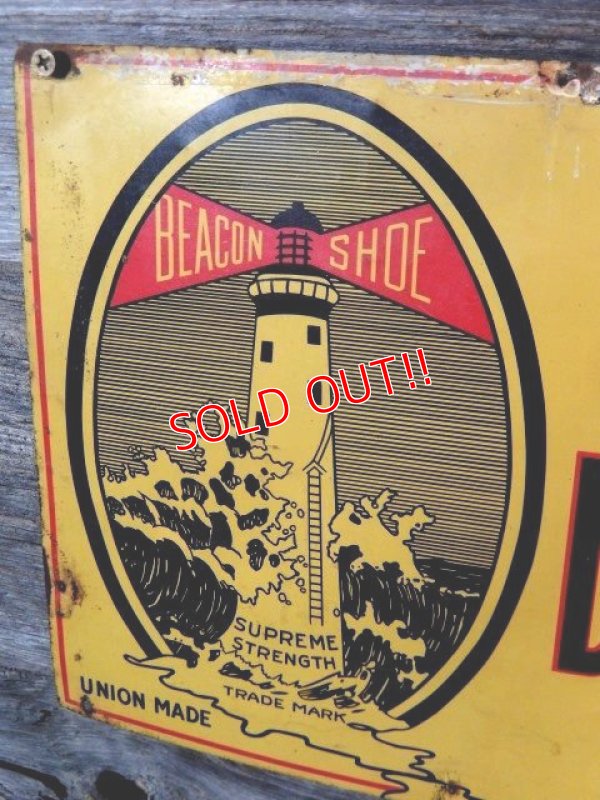 BEACON SHOE
SOLD OUT!!
SUPREME
STRENGTH
TRADE MARK
UNION MADE